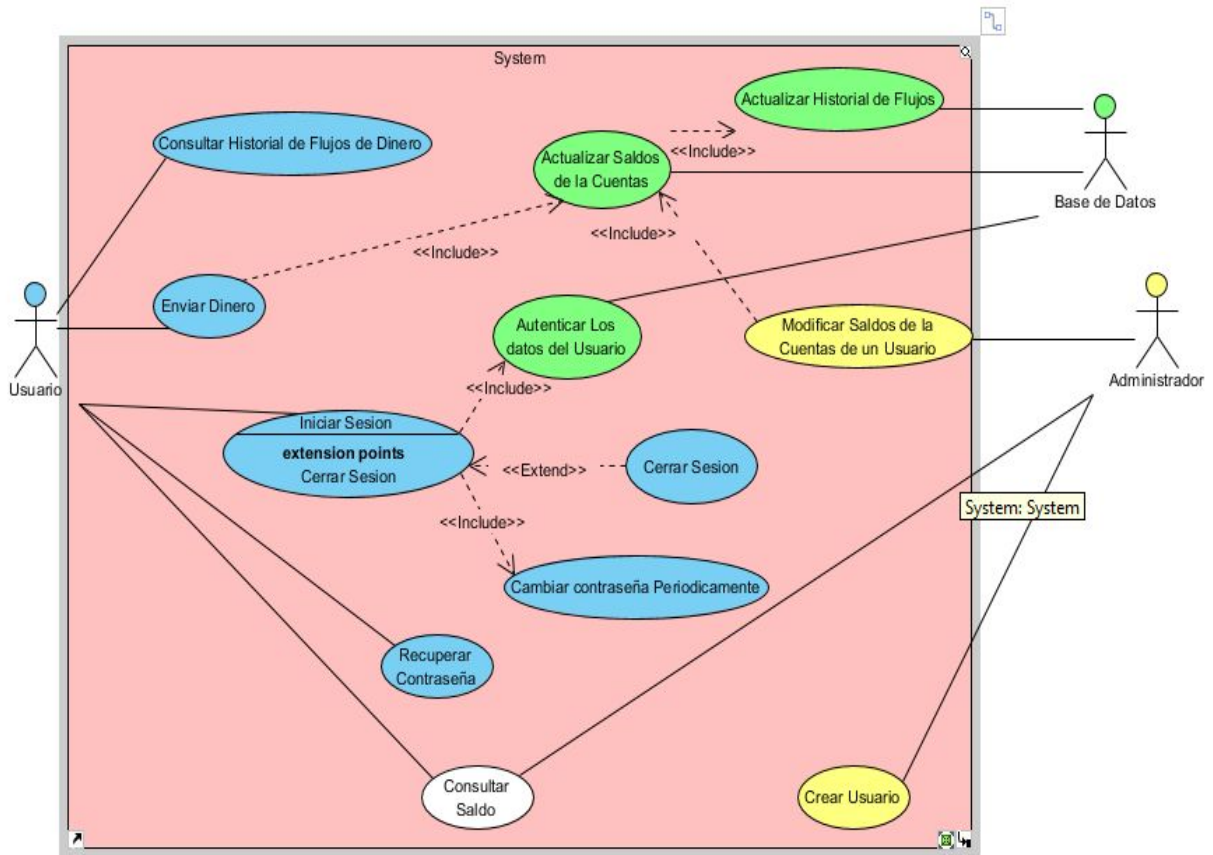 System
Actualizar Historial de Flujos
Consultar Historial de Flujos de Dinero
<<Include>>
Actualizar Saldos
de la Cuentas
Base de Datos
<<Include>>
<<Include>>
Enviar Dinero
Autenticar Los
datos del Usuario
Modificar Saldos de la
Cuentas de un Usuario
Usuario
Administrador
<<Include>>
Iniciar Sesion
extension points
Cerrar Sesion
<<Extend>>
Cerrar Sesion
System: System
<<Include>>
Cambiar contraseña Periodicamente
Recuperar
Contraseña
Consultar
Saldo
Crear Usuario